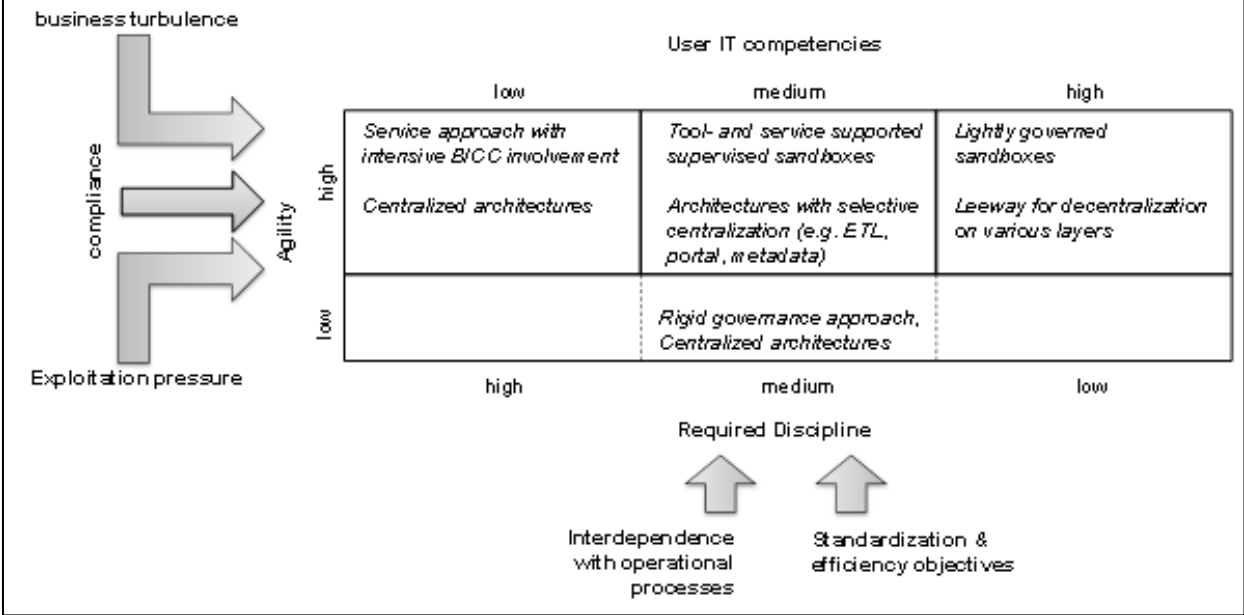 business turbulence
User IT competencies
low medium high
compliance
Agility
high
Service approach with
intensive BICC involvement
Centralized architectures
Tool- and service supported
supervised sandboxes
Architectures with selective
centralization (e.g. ETL,
portal, metadata)
Lightly governed
sandboxes
Leeway for decentralization
on various layers
low
Rigid governance approach,
Centralized architectures
Exploitation pressure
high medium low
Required Discipline
Interdependence
with operational
processes
Standardization &
efficiency objectives